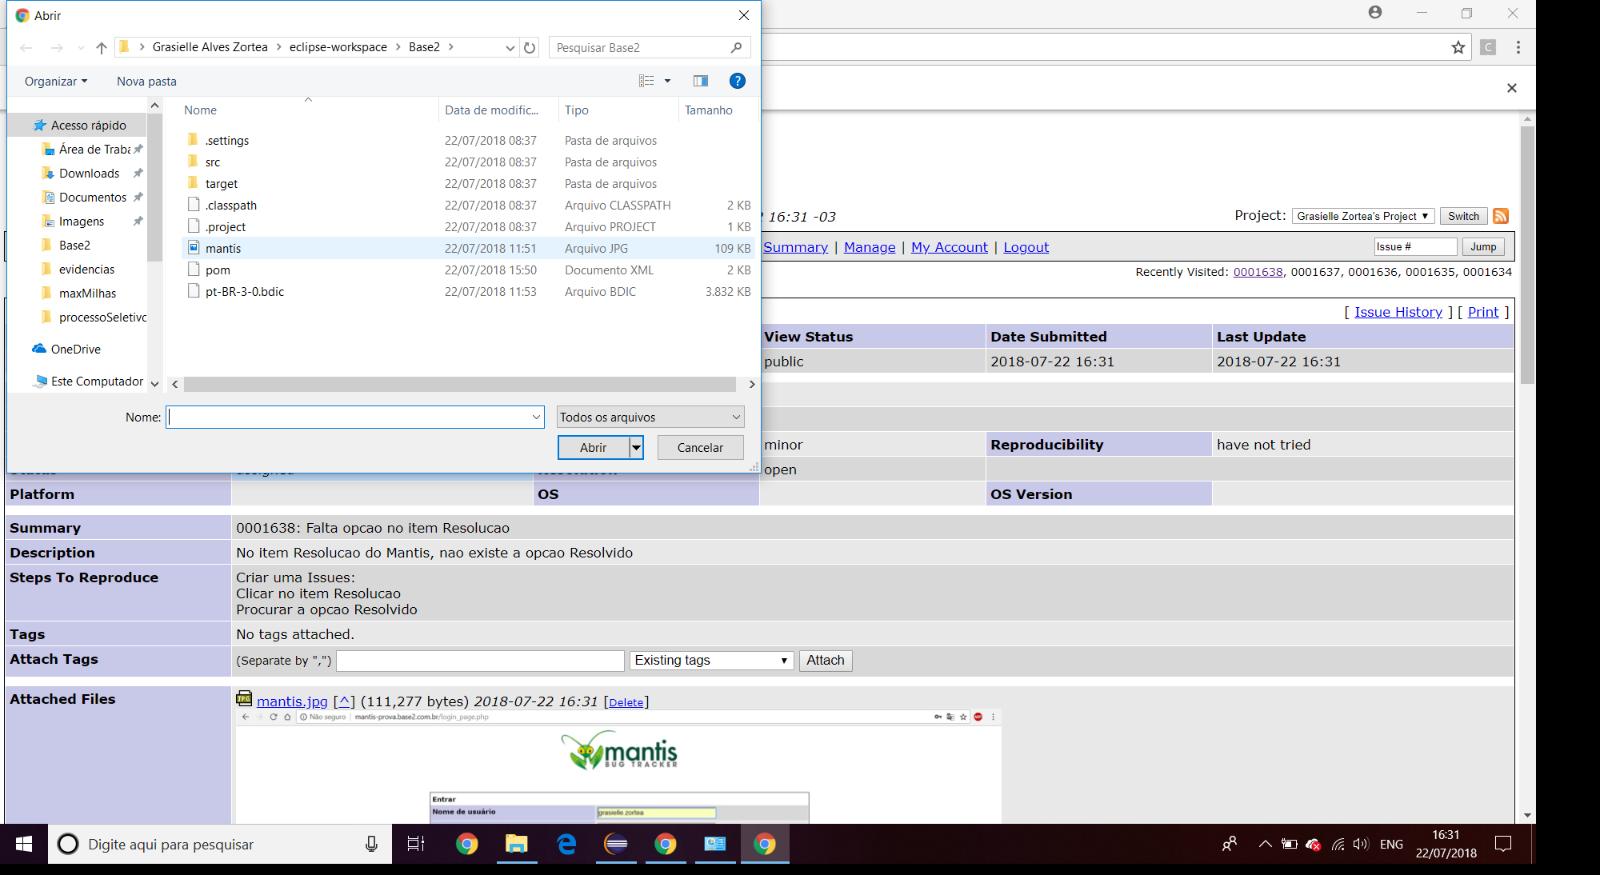 Abrir
Grasielle Alves Zortea > eclipse-workspace > Base2 >
Pesquisar Base2
Organizar
Nova pasta
Nome
Data de modific...
Tipo
Tamanho
Acesso rápido
Área de Traba
Downloads
Documentos
Imagens
Base2
evidencias
maxMilhas
processoSeletivo
OneDrive
Este Computador
.settings 22/07/2018 08:37 Pasta de arquivos
src 22/07/2018 08:37 Pasta de arquivos
target 22/07/2018 08:37 Pasta de arquivos
.classpath 22/07/2018 08:37 Arquivo CLASSPATH 2 KB
.project 22/07/2018 08:37 Arquivo PROJECT 1 KB
mantis 22/07/2018 11:51 Arquivo JPG 109 KB
pom 22/07/2018 15:50 Documento XML 2 KB
pt-BR-3-0.bdic 22/07/2018 11:53 Arquivo BDIC 3.832 KB
Nome:
Todos os arquivos
Abrir
Cancelar
16:31 -03
Project: Grasielle Zortea's Project Switch
Summary | Manage | My Account | Logout
Issue # Jump
Recently Visited: 0001638, 0001637, 0001636, 0001635, 0001634
[ Issue History ] [ Print ]
View Status Date Submitted Last Update
public 2018-07-22 16:31 2018-07-22 16:31
minor Reproducibility have not tried
open
Platform OS OS Version
Summary 0001638: Falta opcao no item Resolucao
Description No item Resolucao do Mantis, nao existe a opcao Resolvido
Steps To Reproduce Criar uma Issues:
Clicar no item Resolucao
Procurar a opcao Resolvido
Tags No tags attached.
Attach Tags (Separate by ",") Existing tags Attach
Attached Files mantis.jpg [^] (111,277 bytes) 2018-07-22 16:31 [Delete]
Não seguro | mantis-prova.base2.com.br/login_page.php
mantis
BUG TRACKER
Entrar
Nome de usuário grasielle.zortea
Digite aqui para pesquisar
ENG
16:31
22/07/2018